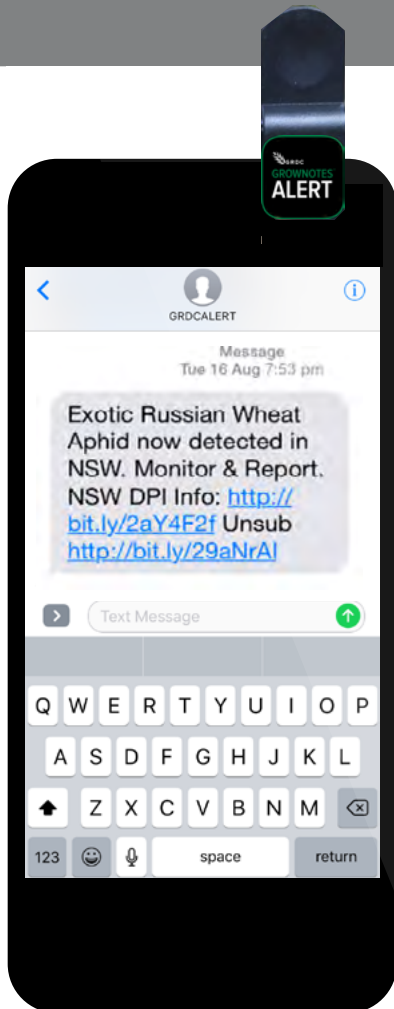 GRDC
GROWNOTES
ALERT
GRDCALERT
Message
Tue 16 Aug 7:53 pm
Exotic Russian Wheat
Aphid now detected in
NSW. Monitor & Report.
NSW DPI Info: http://
bit.ly/2aY4F2f Unsub
http://bit.ly/29aNrAl
Text Message
Q W E R T Y U I O P
A S D F G H J K L
Z X C V B N M
123 space return